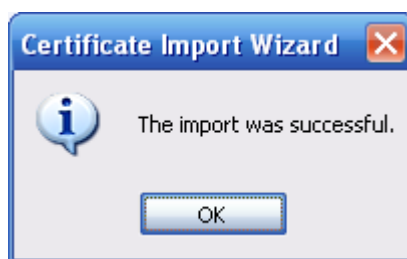 Certificate Import Wizard
The import was successful.
OK